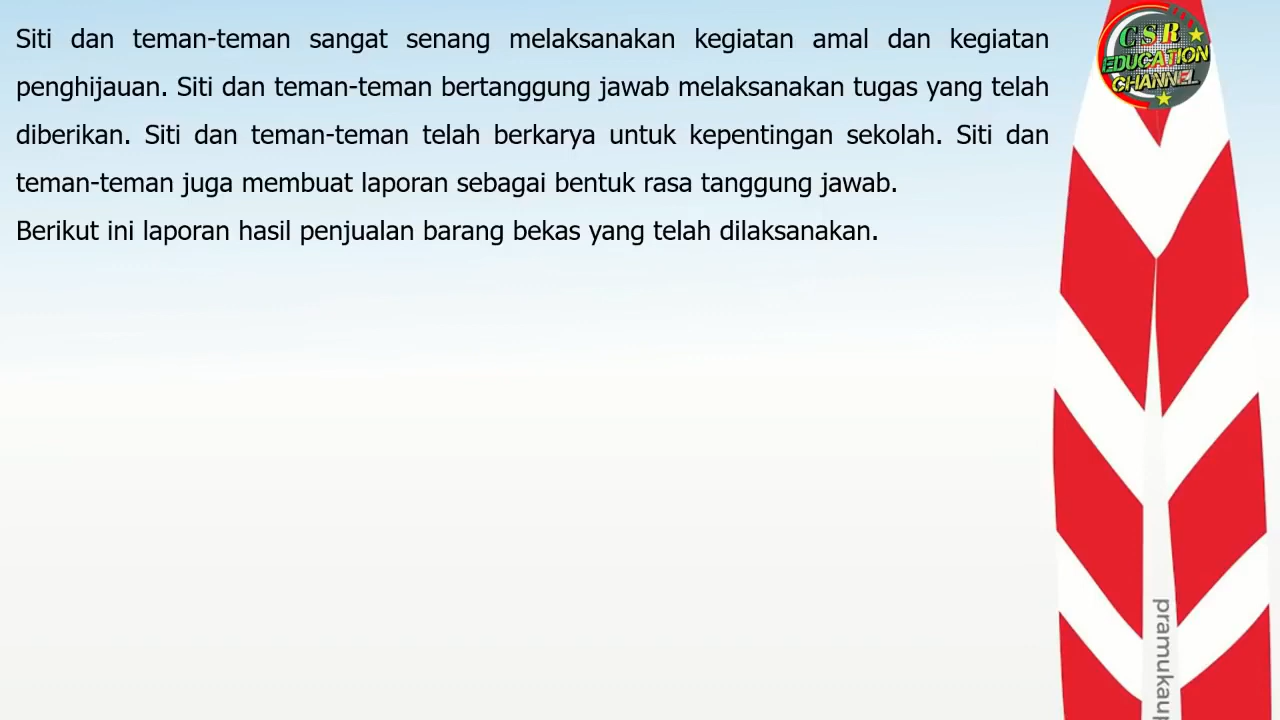 Siti dan teman-teman sangat senang melaksanakan kegiatan amal dan kegiatan
penghijauan. Siti dan teman-teman bertanggung jawab melaksanakan tugas yang telah
diberikan. Siti dan teman-teman telah berkarya untuk kepentingan sekolah. Siti dan
teman-teman juga membuat laporan sebagai bentuk rasa tanggung jawab.
Berikut ini laporan hasil penjualan barang bekas yang telah dilaksanakan.
CSR
EDUCATION
CHANNEL
pramukaup